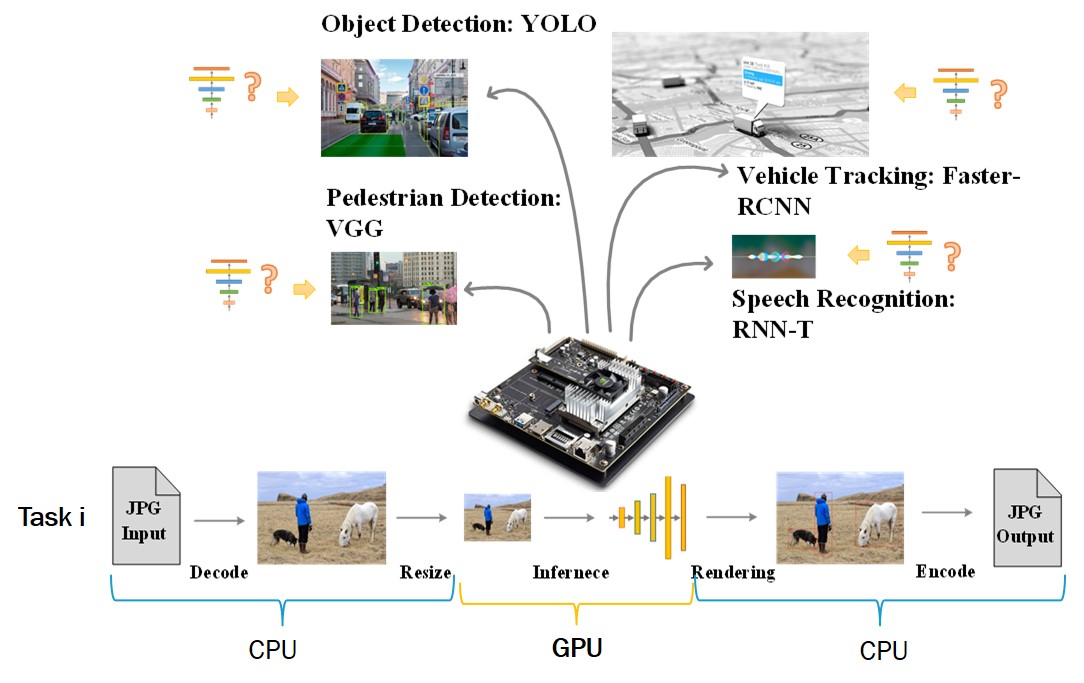 Object Detection: YOLO
?
?
Pedestrian Detection:
VGG
Vehicle Tracking: Faster-
RCNN
?
?
Speech Recognition:
RNN-T
Task i
JPG
Input
JPG
Output
Decode
Resize
Infernece
Rendering
Encode
CPU
GPU
CPU